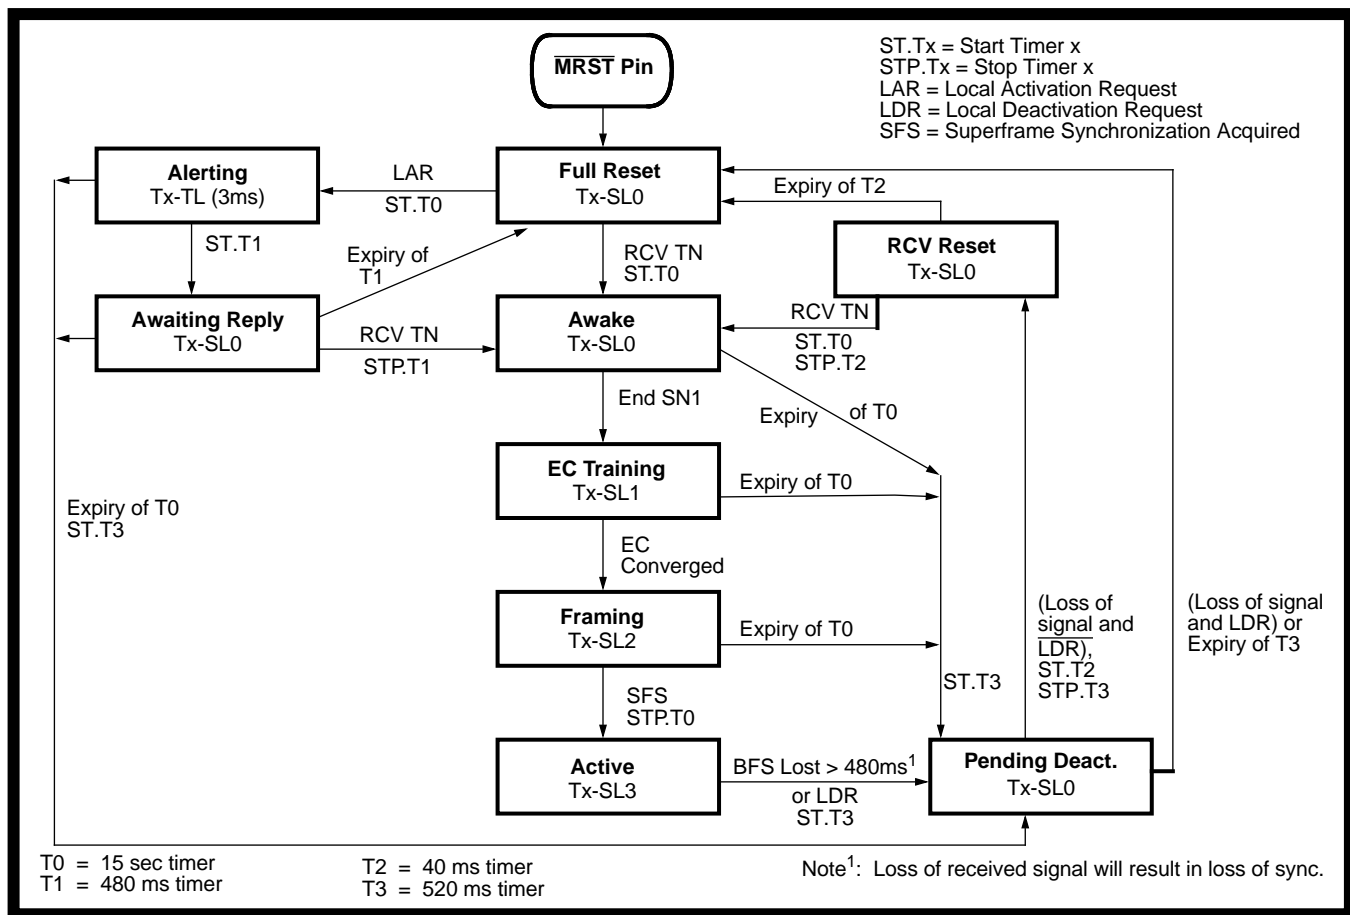 MRST Pin
ST.Tx = Start Timer x
STP.Tx = Stop Timer x
LAR = Local Activation Request
LDR = Local Deactivation Request
SFS = Superframe Synchronization Acquired
Alerting
Tx-TL (3ms)
LAR
ST.T0
Full Reset
Tx-SL0
Expiry of T2
ST.T1
Expiry of
T1
RCV TN
ST.T0
RCV Reset
Tx-SL0
Awaiting Reply
Tx-SL0
RCV TN
STP.T1
Awake
Tx-SL0
RCV TN
ST.T0
STP.T2
End SN1
Expiry of T0
EC Training
Tx-SL1
Expiry of T0
Expiry of T0
ST.T3
EC
Converged
Framing
Tx-SL2
Expiry of T0
(Loss of
signal and
LDR),
ST.T2
STP.T3
(Loss of signal
and LDR) or
Expiry of T3
ST.T3
SFS
STP.T0
Active
Tx-SL3
BFS Lost > 480ms1
or LDR
ST.T3
Pending Deact.
Tx-SL0
T0 = 15 sec timer
T1 = 480 ms timer
T2 = 40 ms timer
T3 = 520 ms timer
Note1: Loss of received signal will result in loss of sync.